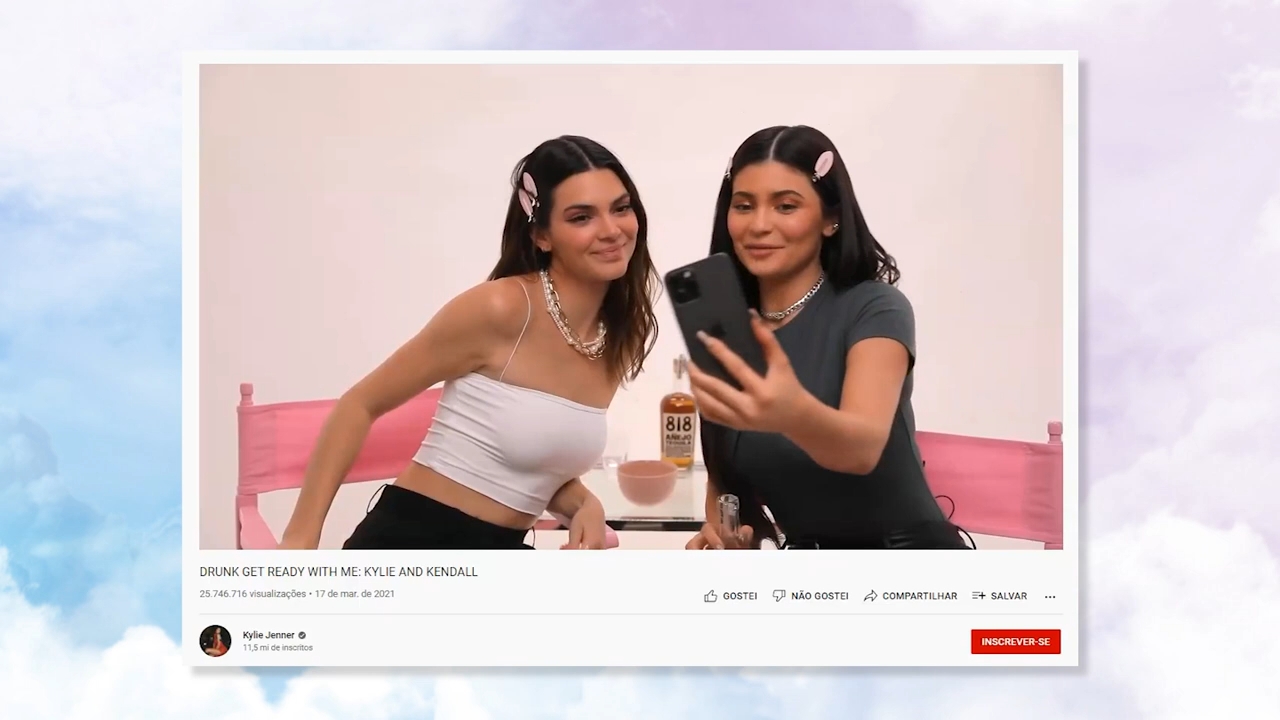 818
AÑEJO
TEQUILA
DRUNK GET READY WITH ME: KYLIE AND KENDALL
25.746.716 visualizações • 17 de mar. de 2021
GOSTEI NÃO GOSTEI COMPARTILHAR SALVAR ...
Kylie Jenner
11,5 mi de inscritos
INSCREVER-SE